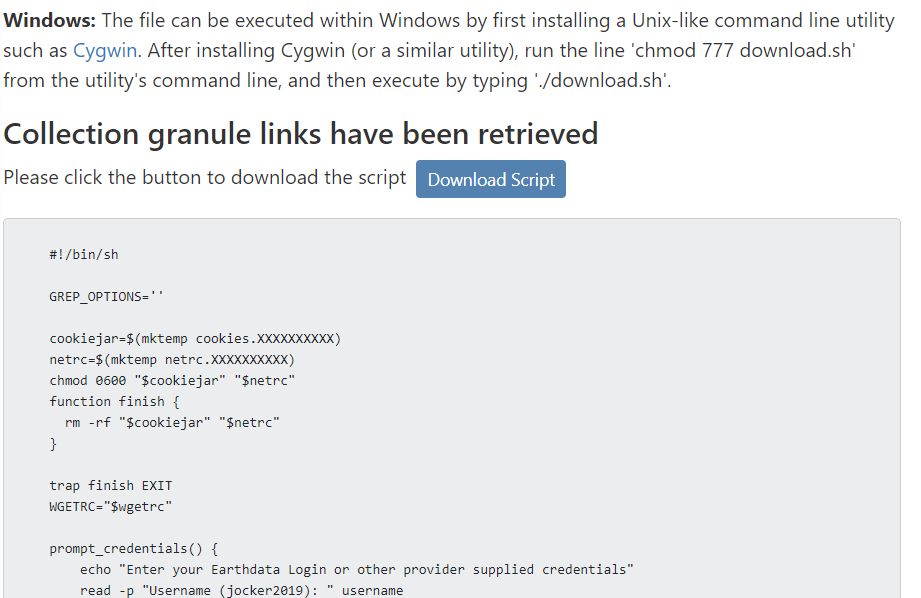 Windows: The file can be executed within Windows by first installing a Unix-like command line utility
such as Cygwin. After installing Cygwin (or a similar utility), run the line 'chmod 777 download.sh'
from the utility's command line, and then execute by typing './download.sh'.
Collection granule links have been retrieved
Please click the button to download the script Download Script
#!/bin/sh
GREP_OPTIONS=''
cookiejar=$(mktemp cookies.XXXXXXXXXX)
netrc=$(mktemp netrc.XXXXXXXXXX)
chmod 0600 "$cookiejar" "$netrc"
function finish {
  rm -rf "$cookiejar" "$netrc"
}
trap finish EXIT
WGETRC="$wgetrc"
prompt_credentials() {
    echo "Enter your Earthdata Login or other provider supplied credentials"
    read -p "Username (jocker2019): " username